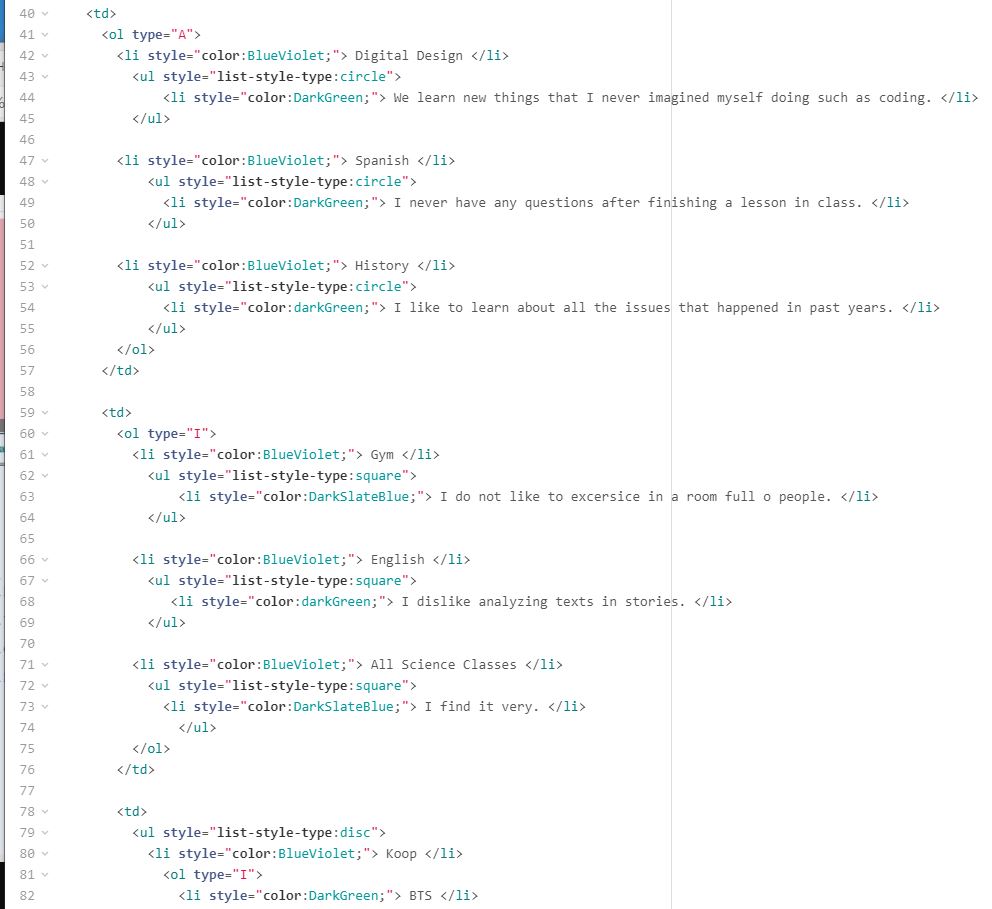 40 <td>
41 <ol type="A">
42 <li style="color:BlueViolet;"> Digital Design </li>
43 <ul style="list-style-type:circle">
44 <li style="color:DarkGreen;"> We learn new things that I never imagined myself doing such as coding. </li>
45 </ul>
46
47 <li style="color:BlueViolet;"> Spanish </li>
48 <ul style="list-style-type:circle">
49 <li style="color:DarkGreen;"> I never have any questions after finishing a lesson in class. </li>
50 </ul>
51
52 <li style="color:BlueViolet;"> History </li>
53 <ul style="list-style-type:circle">
54 <li style="color:darkGreen;"> I like to learn about all the issues that happened in past years. </li>
55 </ul>
56 </ol>
57 </td>
58
59 <td>
60 <ol type="I">
61 <li style="color:BlueViolet;"> Gym </li>
62 <ul style="list-style-type:square">
63 <li style="color:DarkSlateBlue;"> I do not like to excersice in a room full o people. </li>
64 </ul>
65
66 <li style="color:BlueViolet;"> English </li>
67 <ul style="list-style-type:square">
68 <li style="color:darkGreen;"> I dislike analyzing texts in stories. </li>
69 </ul>
70
71 <li style="color:BlueViolet;"> All Science Classes </li>
72 <ul style="list-style-type:square">
73 <li style="color:DarkSlateBlue;"> I find it very. </li>
74 </ul>
75 </ol>
76 </td>
77
78 <td>
79 <ul style="list-style-type:disc">
80 <li style="color:BlueViolet;"> Koop </li>
81 <ol type="I">
82 <li style="color:DarkGreen;"> BTS </li>